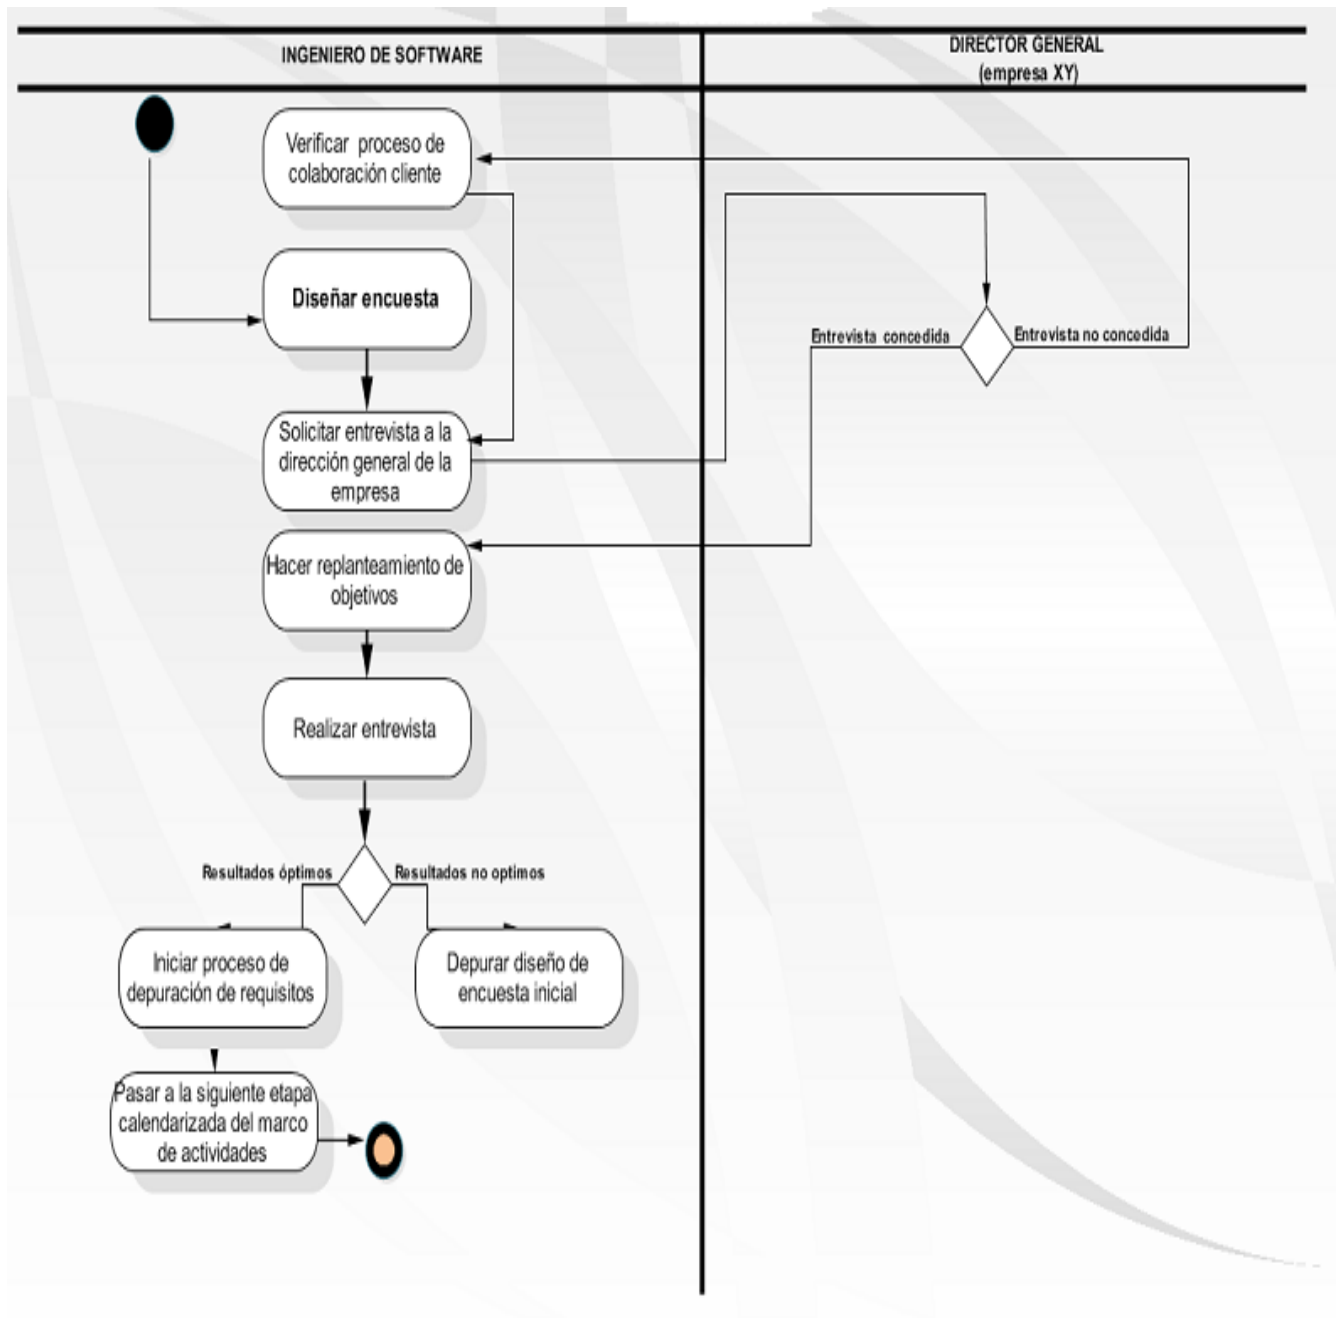 INGENIERO DE SOFTWARE
DIRECTOR GENERAL
(empresa XY)
Verificar proceso de
colaboración cliente
Diseñar encuesta
Entrevista concedida
Entrevista no concedida
Solicitar entrevista a la
dirección general de la
empresa
Hacer replanteamiento de
objetivos
Realizar entrevista
Resultados óptimos
Resultados no optimos
Iniciar proceso de
depuración de requisitos
Depurar diseño de
encuesta inicial
Pasar a la siguiente etapa
calendarizada del marco
de actividades